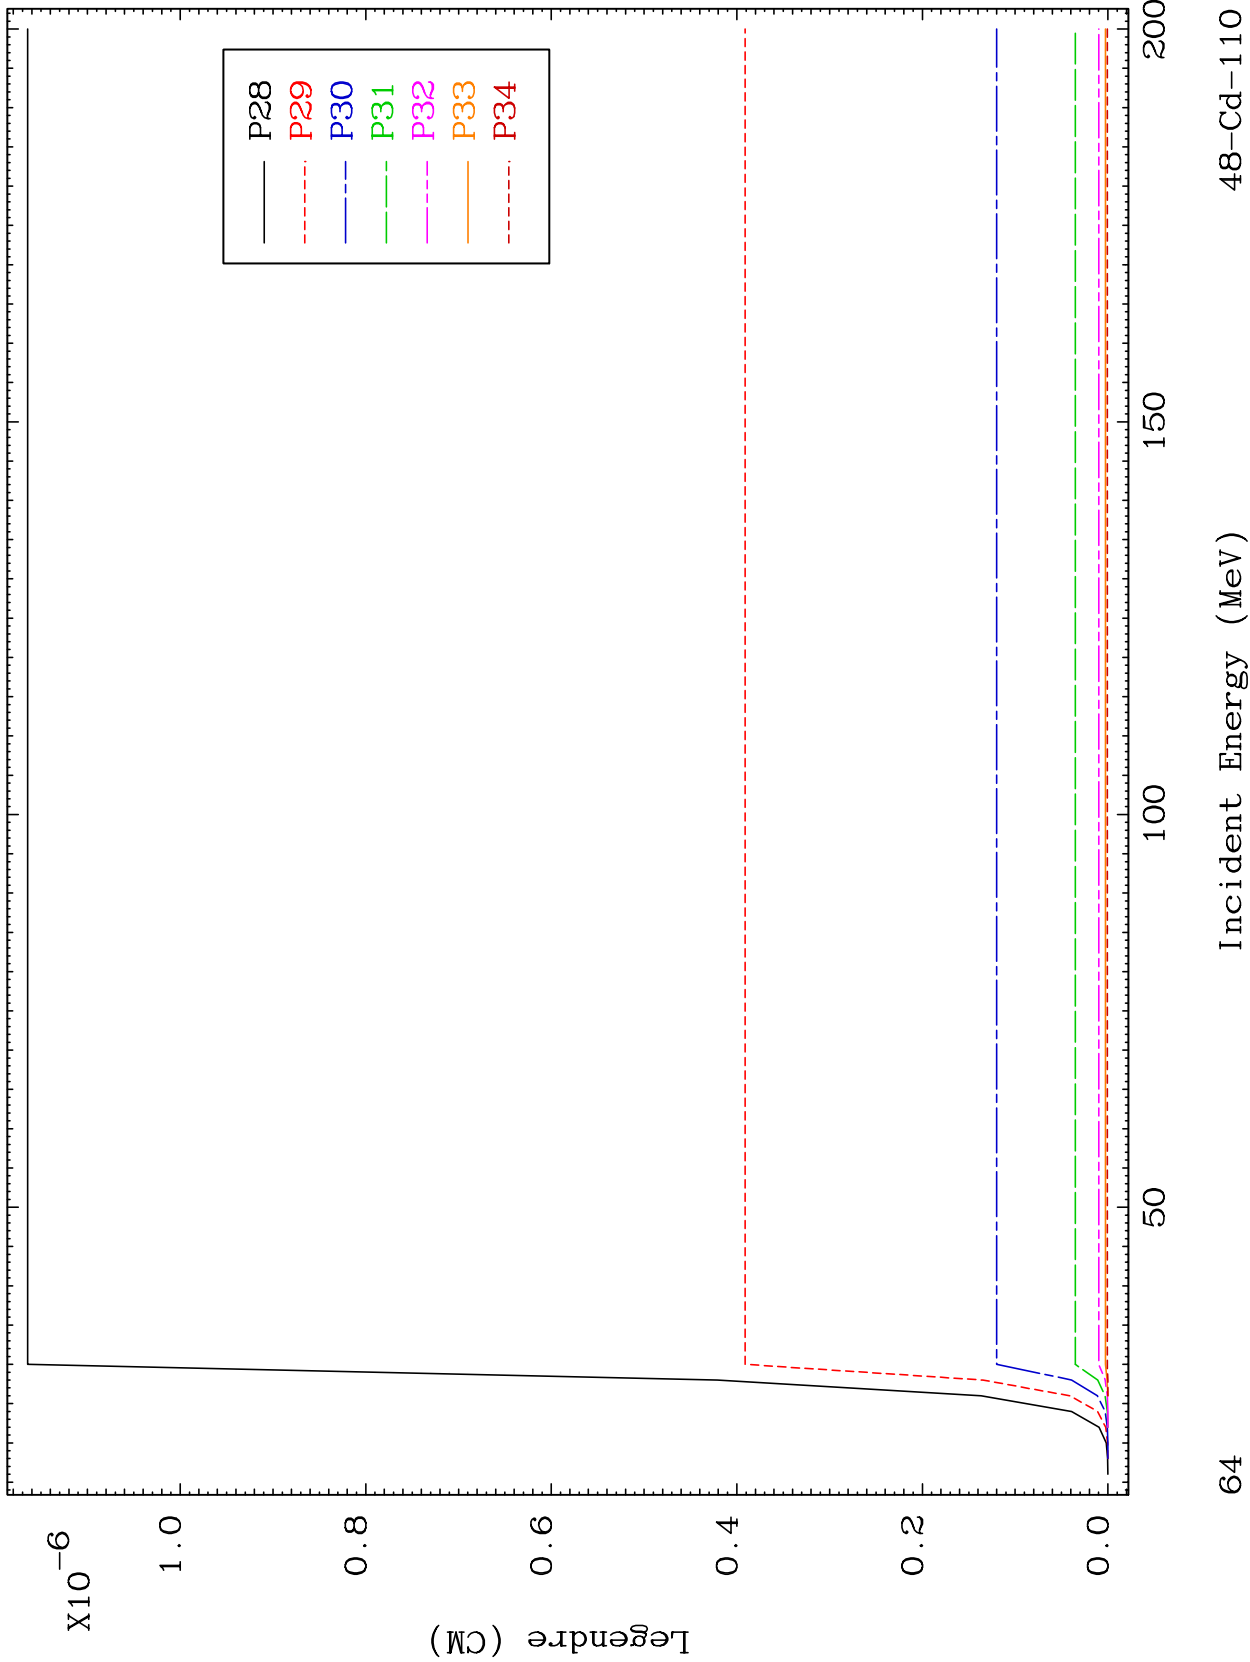 X10-6
1.0
0.8
0.6
0.4
0.2
0.0
Legendre (CM)
P28
P29
P30
P31
P32
P33
P34
50
100
150
200
64
Incident Energy (MeV)
48-Cd-110